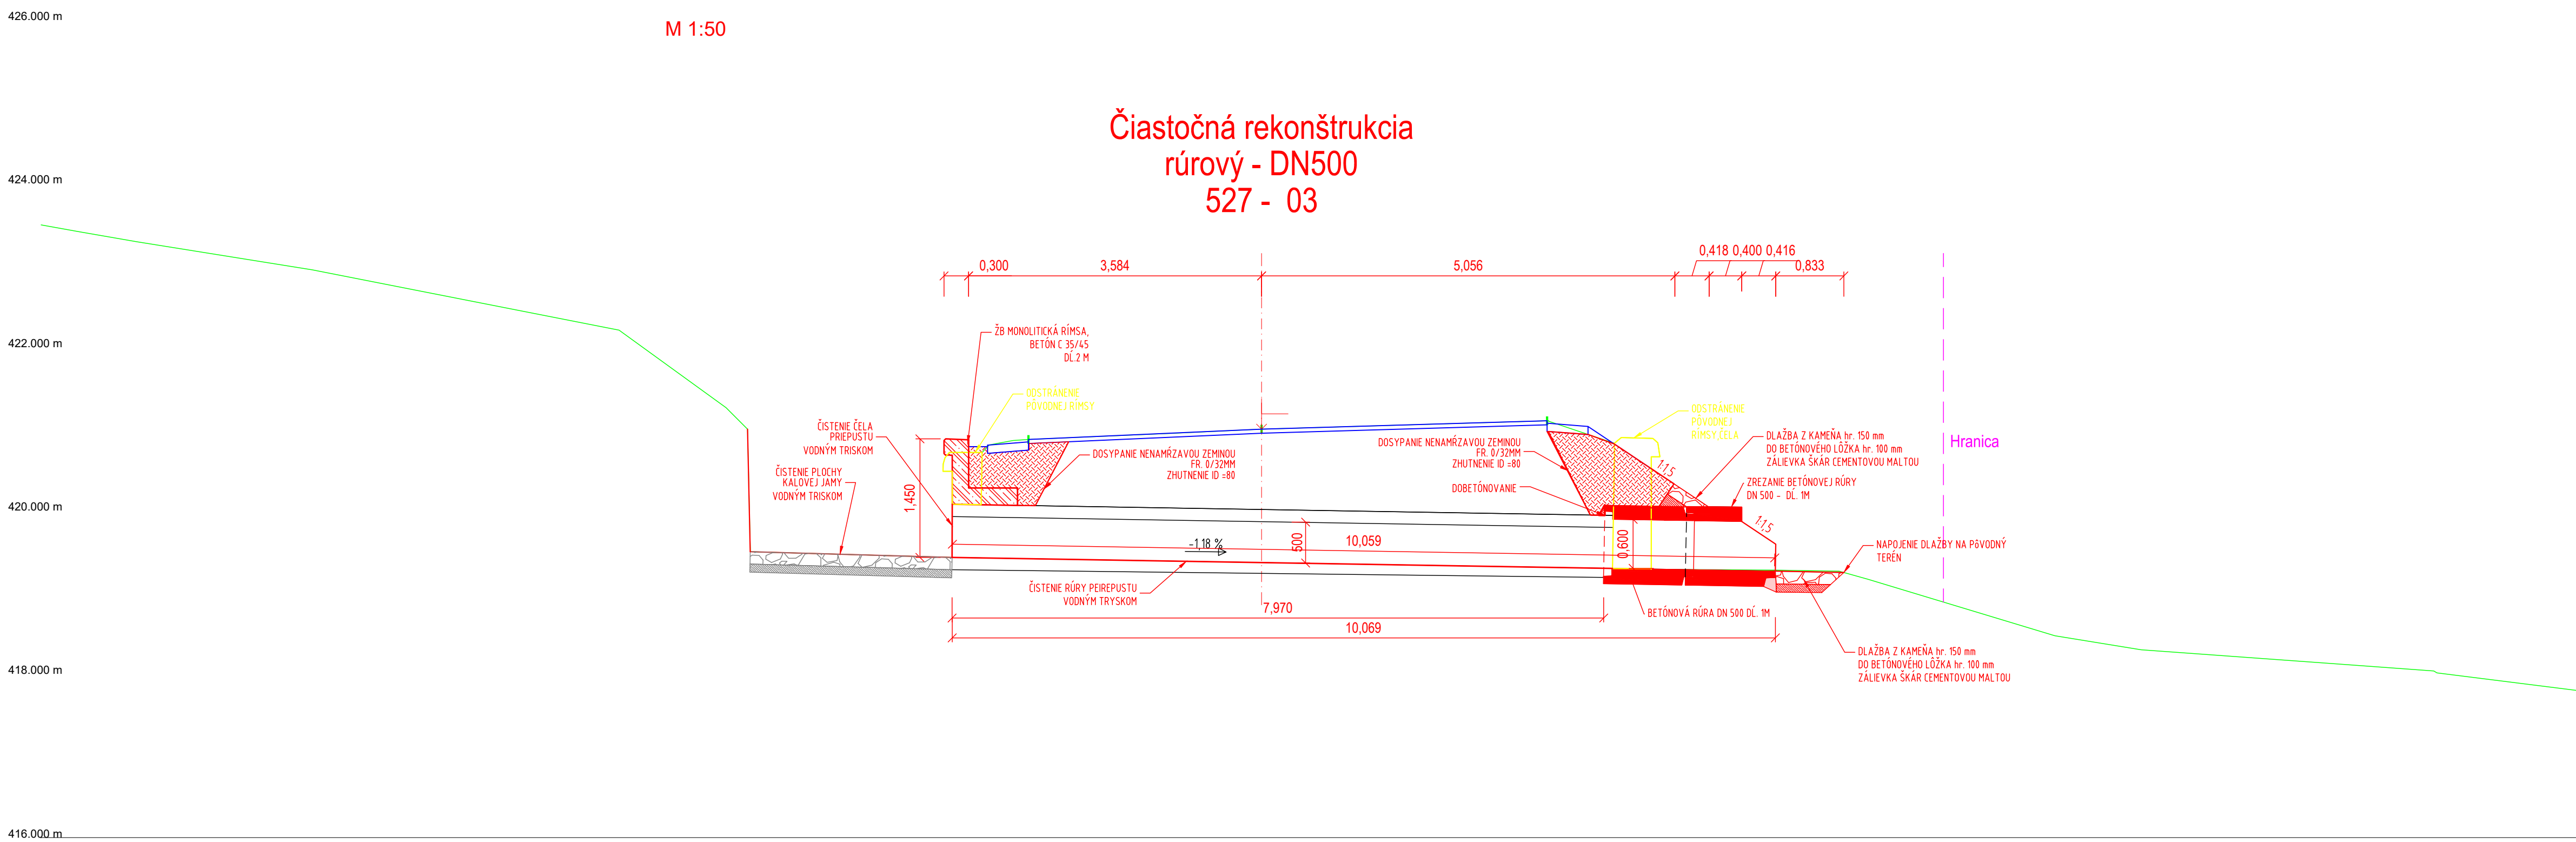 426.000 m
M 1:50
Čiastočná rekonštrukcia
rúrový - DN500
527 - 03
424.000 m
422.000 m
420.000 m
418.000 m
416.000 m
0,300
3,584
5,056
0,418 0,400 0,416
0,833
ŽB MONOLITICKÁ RÍMSA,
BETÓN C 35/45
DĹ.2 M
ODSTRÁNENIE
PÔVODNEJ RIMSY
ČISTENIE ČELA
PRIEPUSTU
VODNÝM TRISKOM
ČISTENIE PLOCHY
KALOVEJ JAMY
VODNÝM TRISKOM
1,450
DOSYPANIE NENAMŔZAVOU ZEMINOU
FR. 0/32MM
ZHUTNENIE ID =80
DOSYPANIE NENAMŔZAVOU ZEMINOU
FR. 0/32MM
ZHUTNENIE ID =80
DOBETÓNOVANIE
ODSTRÁNENIE
PÔVODNEJ
RÍMSY,ČELA
1:1,5
DLAŽBA Z KAMEŇA hr. 150 mm
DO BETÓNOVÉHO LÔŽKA hr. 100 mm
ZÁLIEVKA ŠKÁR CEMENTOVOU MALTOU
ZREZANIE BETÓNOVEJ RÚRY
DN 500 - DĹ. 1M
1:1,5
Hranica
NAPOJENIE DLAŽBY NA PôVODNÝ
TERÉN
-1,18 %
500
10,059
0,600
ČISTENIE RÚRY PEIREPUSTU
VODNÝM TRYSKOM
7,970
10,069
BETÓNOVÁ RÚRA DN 500 DĹ. 1M
DLAŽBA Z KAMEŇA hr. 150 mm
DO BETÓNOVÉHO LÔŽKA hr. 100 mm
ZÁLIEVKA ŠKÁR CEMENTOVOU MALTOU